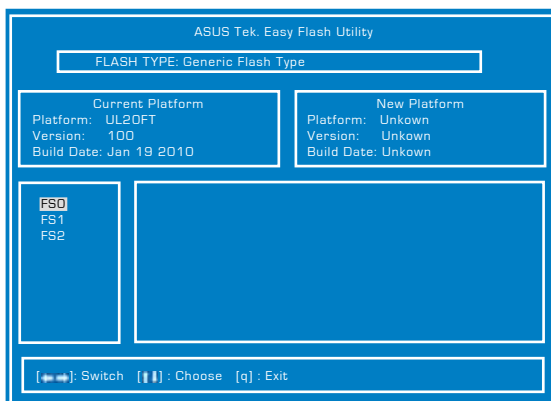 ASUS Tek. Easy Flash Utility
FLASH TYPE: Generic Flash Type
Current Platform
Platform: UL20FT
Version: 100
Build Date: Jan 19 2010
New Platform
Platform: Unkown
Version: Unkown
Build Date: Unkown
FS0
FS1
FS2
[←→]: Switch [↑↓] : Choose [q] : Exit